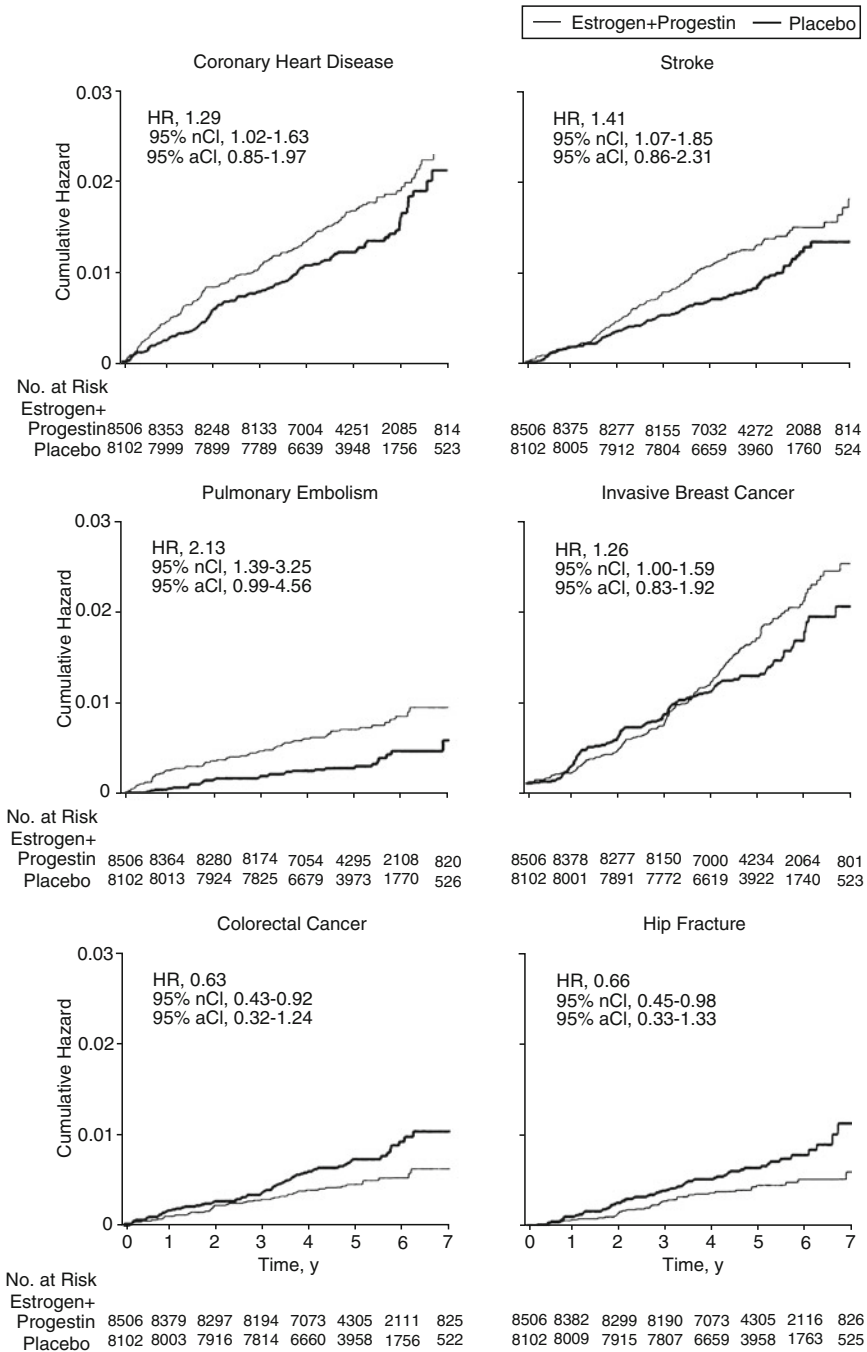 Estrogen+Progestin Placebo
Coronary Heart Disease
Cumulative Hazard
0.03
0.02
0.01
0
HR, 1.29
95% nCI, 1.02-1.63
95% aCI, 0.85-1.97
Stroke
HR, 1.41
95% nCI, 1.07-1.85
95% aCI, 0.86-2.31
No. at Risk
Estrogen+
Progestin 8506 8353 8248 8133 7004 4251 2085 814
Placebo 8102 7999 7899 7789 6639 3948 1756 523
8506 8375 8277 8155 7032 4272 2088 814
8102 8005 7912 7804 6659 3960 1760 524
Pulmonary Embolism
Cumulative Hazard
0.03
0.02
0.01
0
HR, 2.13
95% nCI, 1.39-3.25
95% aCI, 0.99-4.56
Invasive Breast Cancer
HR, 1.26
95% nCI, 1.00-1.59
95% aCI, 0.83-1.92
No. at Risk
Estrogen+
Progestin 8506 8364 8280 8174 7054 4295 2108 820
Placebo 8102 8013 7924 7825 6679 3973 1770 526
8506 8378 8277 8150 7000 4234 2064 801
8102 8001 7891 7772 6619 3922 1740 523
Colorectal Cancer
Cumulative Hazard
0.03
0.02
0.01
0
HR, 0.63
95% nCI, 0.43-0.92
95% aCI, 0.32-1.24
0 1 2 3 4 5 6 7
Time, y
Hip Fracture
HR, 0.66
95% nCI, 0.45-0.98
95% aCI, 0.33-1.33
0 1 2 3 4 5 6 7
Time, y
No. at Risk
Estrogen+
Progestin 8506 8379 8297 8194 7073 4305 2111 825
Placebo 8102 8003 7916 7814 6660 3958 1756 522
8506 8382 8299 8190 7073 4305 2116 826
8102 8009 7915 7807 6659 3958 1763 525